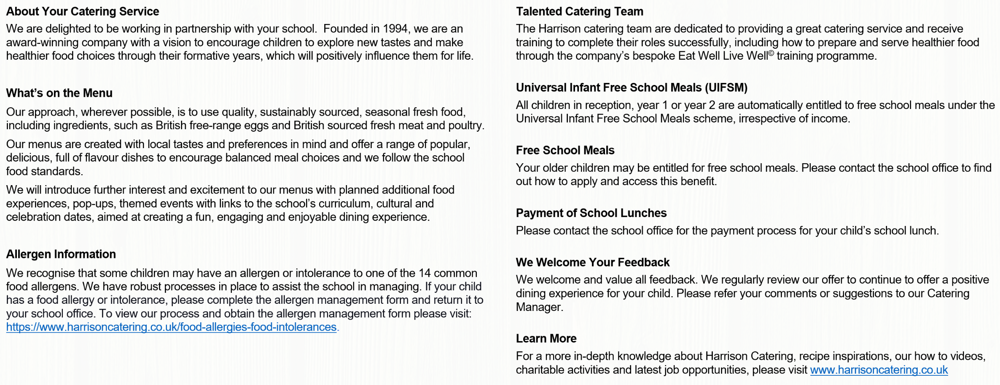 About Your Catering Service
We are delighted to be working in partnership with your school.  Founded in 1994, we are an
award-winning company with a vision to encourage children to explore new tastes and make
healthier food choices through their formative years, which will positively influence them for life.
What’s on the Menu
Our approach, wherever possible, is to use quality, sustainably sourced, seasonal fresh food,
including ingredients, such as British free-range eggs and British sourced fresh meat and poultry.
Our menus are created with local tastes and preferences in mind and offer a range of popular,
delicious, full of flavour dishes to encourage balanced meal choices and we follow the school
food standards.
We will introduce further interest and excitement to our menus with planned additional food
experiences, pop-ups, themed events with links to the school’s curriculum, cultural and
celebration dates, aimed at creating a fun, engaging and enjoyable dining experience.
Allergen Information
We recognise that some children may have an allergen or intolerance to one of the 14 common
food allergens. We have robust processes in place to assist the school in managing. If your child
has a food allergy or intolerance, please complete the allergen management form and return it to
your school office. To view our process and obtain the allergen management form please visit:
https://www.harrisoncatering.co.uk/food-allergies-food-intolerances.
Talented Catering Team
The Harrison catering team are dedicated to providing a great catering service and receive
training to complete their roles successfully, including how to prepare and serve healthier food
through the company’s bespoke Eat Well Live Well© training programme.
Universal Infant Free School Meals (UIFSM)
All children in reception, year 1 or year 2 are automatically entitled to free school meals under the
Universal Infant Free School Meals scheme, irrespective of income.
Free School Meals
Your older children may be entitled for free school meals. Please contact the school office to find
out how to apply and access this benefit.
Payment of School Lunches
Please contact the school office for the payment process for your child’s school lunch.
We Welcome Your Feedback
We welcome and value all feedback. We regularly review our offer to continue to offer a positive
dining experience for your child. Please refer your comments or suggestions to our Catering
Manager.
Learn More
For a more in-depth knowledge about Harrison Catering, recipe inspirations, our how to videos,
charitable activities and latest job opportunities, please visit www.harrisoncatering.co.uk